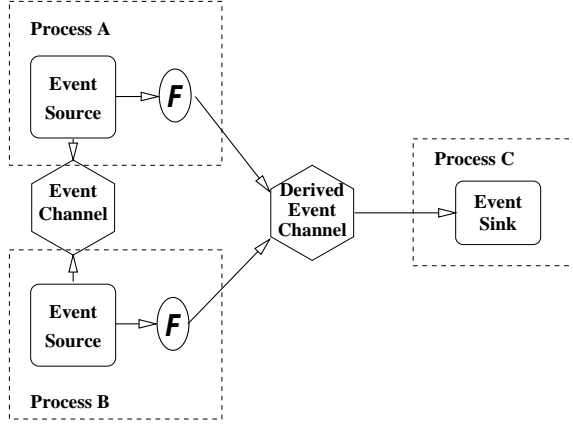 Process A
Event
Source
F
Event
Channel
Derived
Event
Channel
Process C
Event
Sink
Event
Source
F
Process B